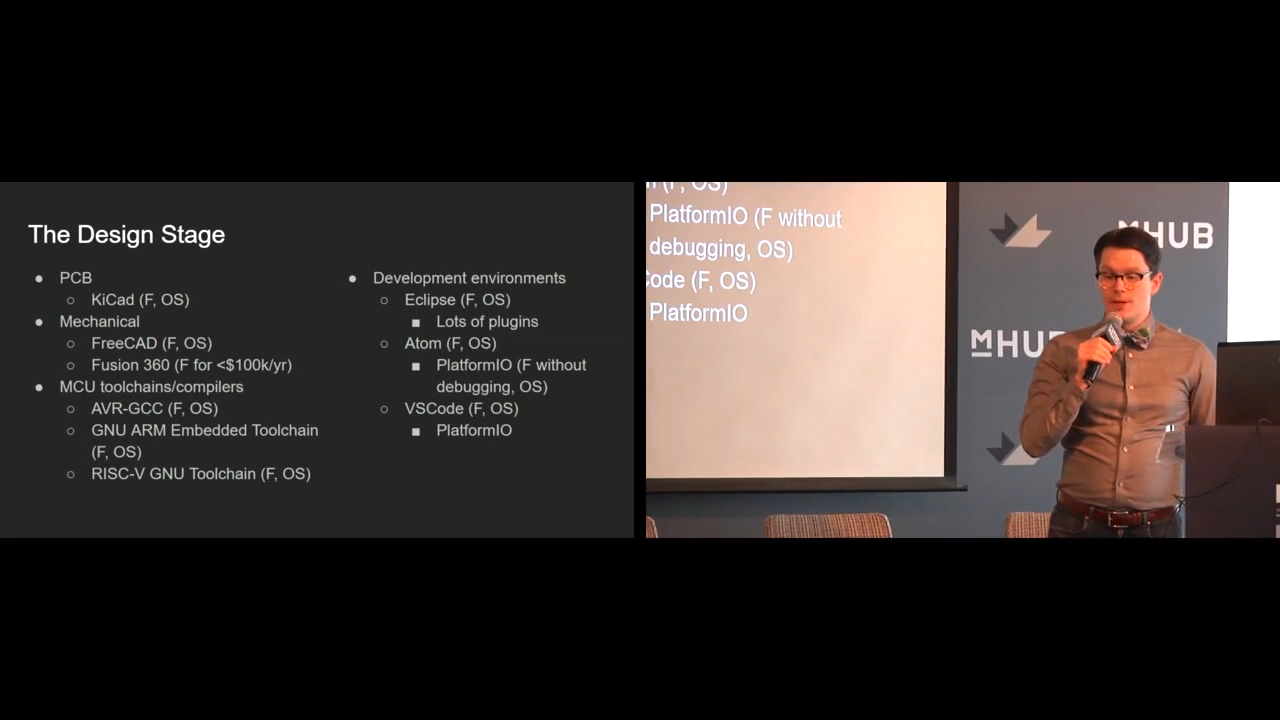 The Design Stage
● PCB
○ KiCad (F, OS)
● Mechanical
○ FreeCAD (F, OS)
○ Fusion 360 (F for <$100k/yr)
● MCU toolchains/compilers
○ AVR-GCC (F, OS)
○ GNU ARM Embedded Toolchain
(F, OS)
○ RISC-V GNU Toolchain (F, OS)
● Development environments
○ Eclipse (F, OS)
■ Lots of plugins
○ Atom (F, OS)
■ PlatformIO (F without
debugging, OS)
○ VSCode (F, OS)
■ PlatformIO
(F, OS)
PlatformIO (F without
debugging, OS)
Code (F, OS)
PlatformIO
MHUB
MHU